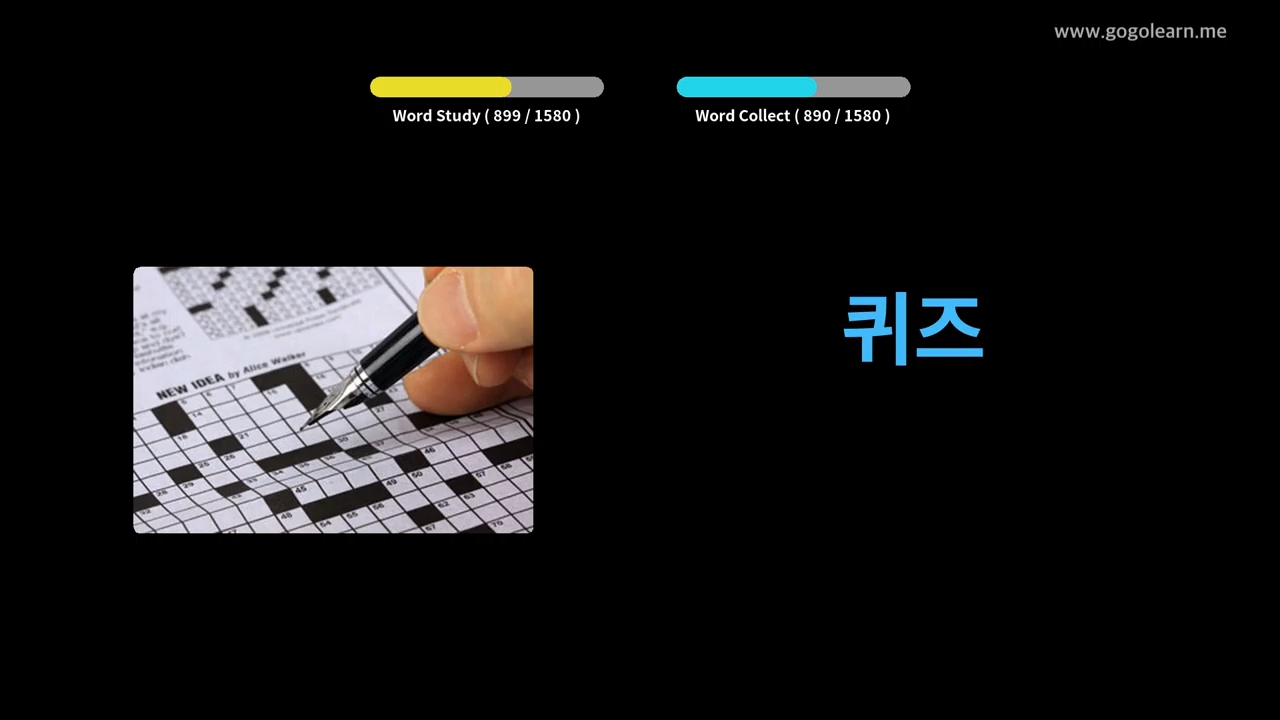 www.gogolearn.me
Word Study ( 899 / 1580 )
Word Collect ( 890 / 1580 )
퀴즈
NEW IDEA by Alice Walker